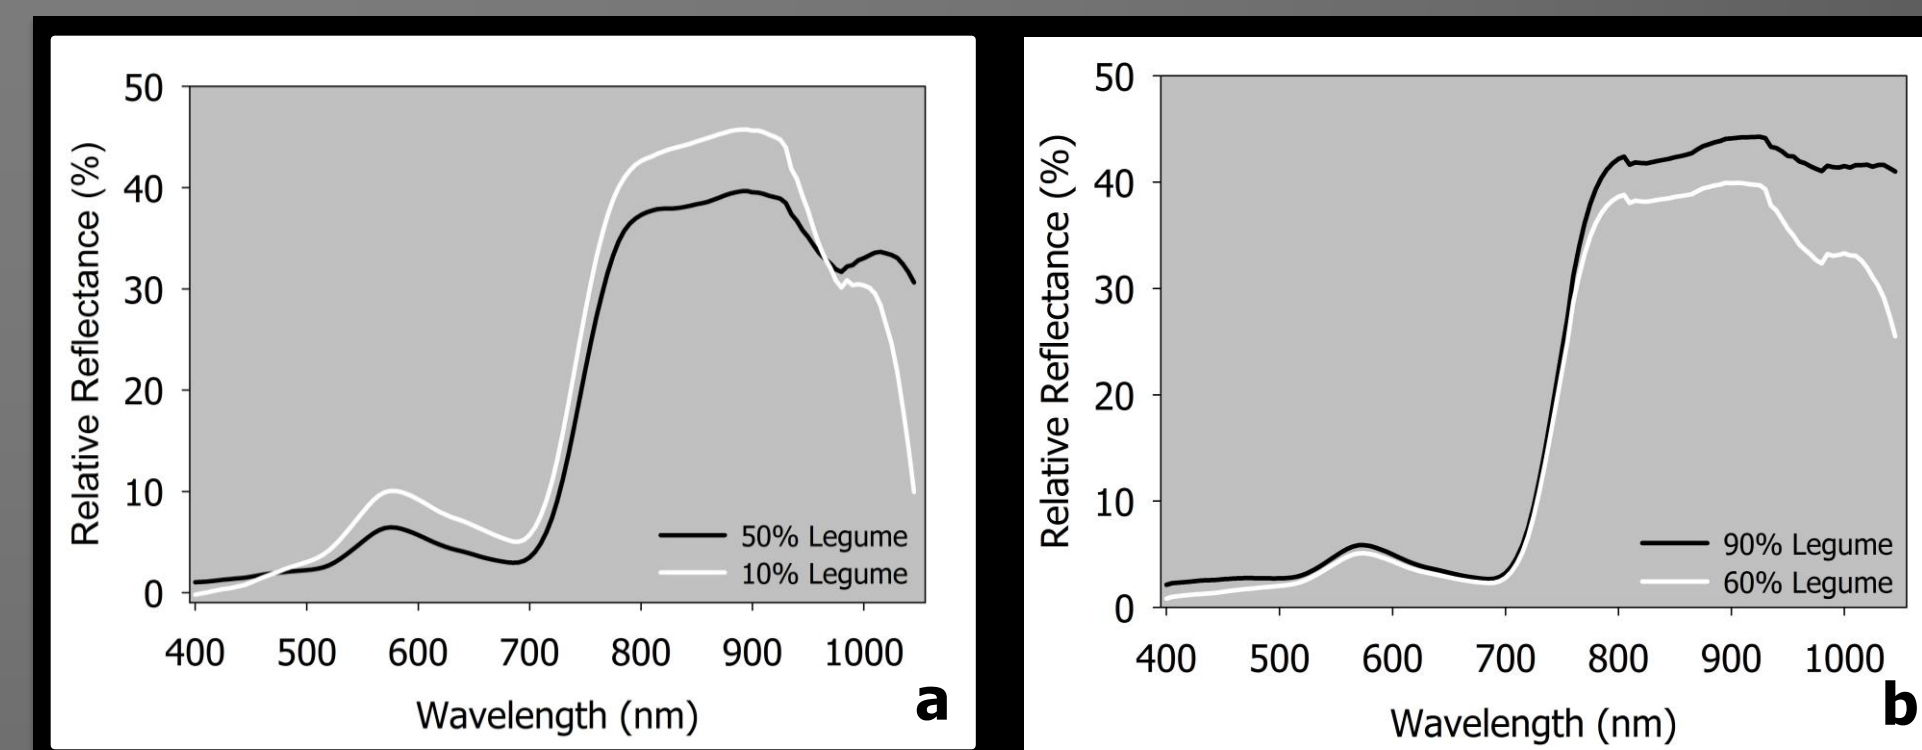 50
40
30
20
10
0
Relative Reflectance (%)
50% Legume
10% Legume
400 500 600 700 800 900 1000
Wavelength (nm)
a
50
40
30
20
10
0
Relative Reflectance (%)
90% Legume
60% Legume
400 500 600 700 800 900 1000
Wavelength (nm)
b